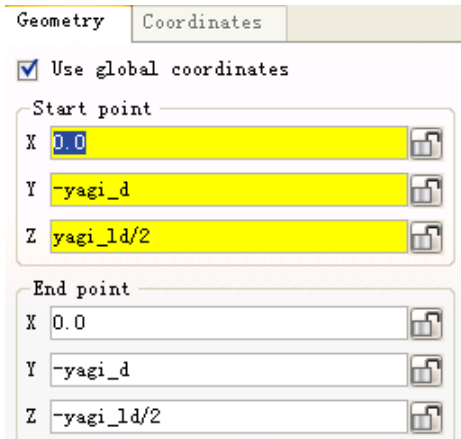 Geometry Coordinates
Use global coordinates
Start point
X 0.0
Y -yagi_d
Z yagi_ld/2
End point
X 0.0
Y -yagi_d
Z -yagi_ld/2